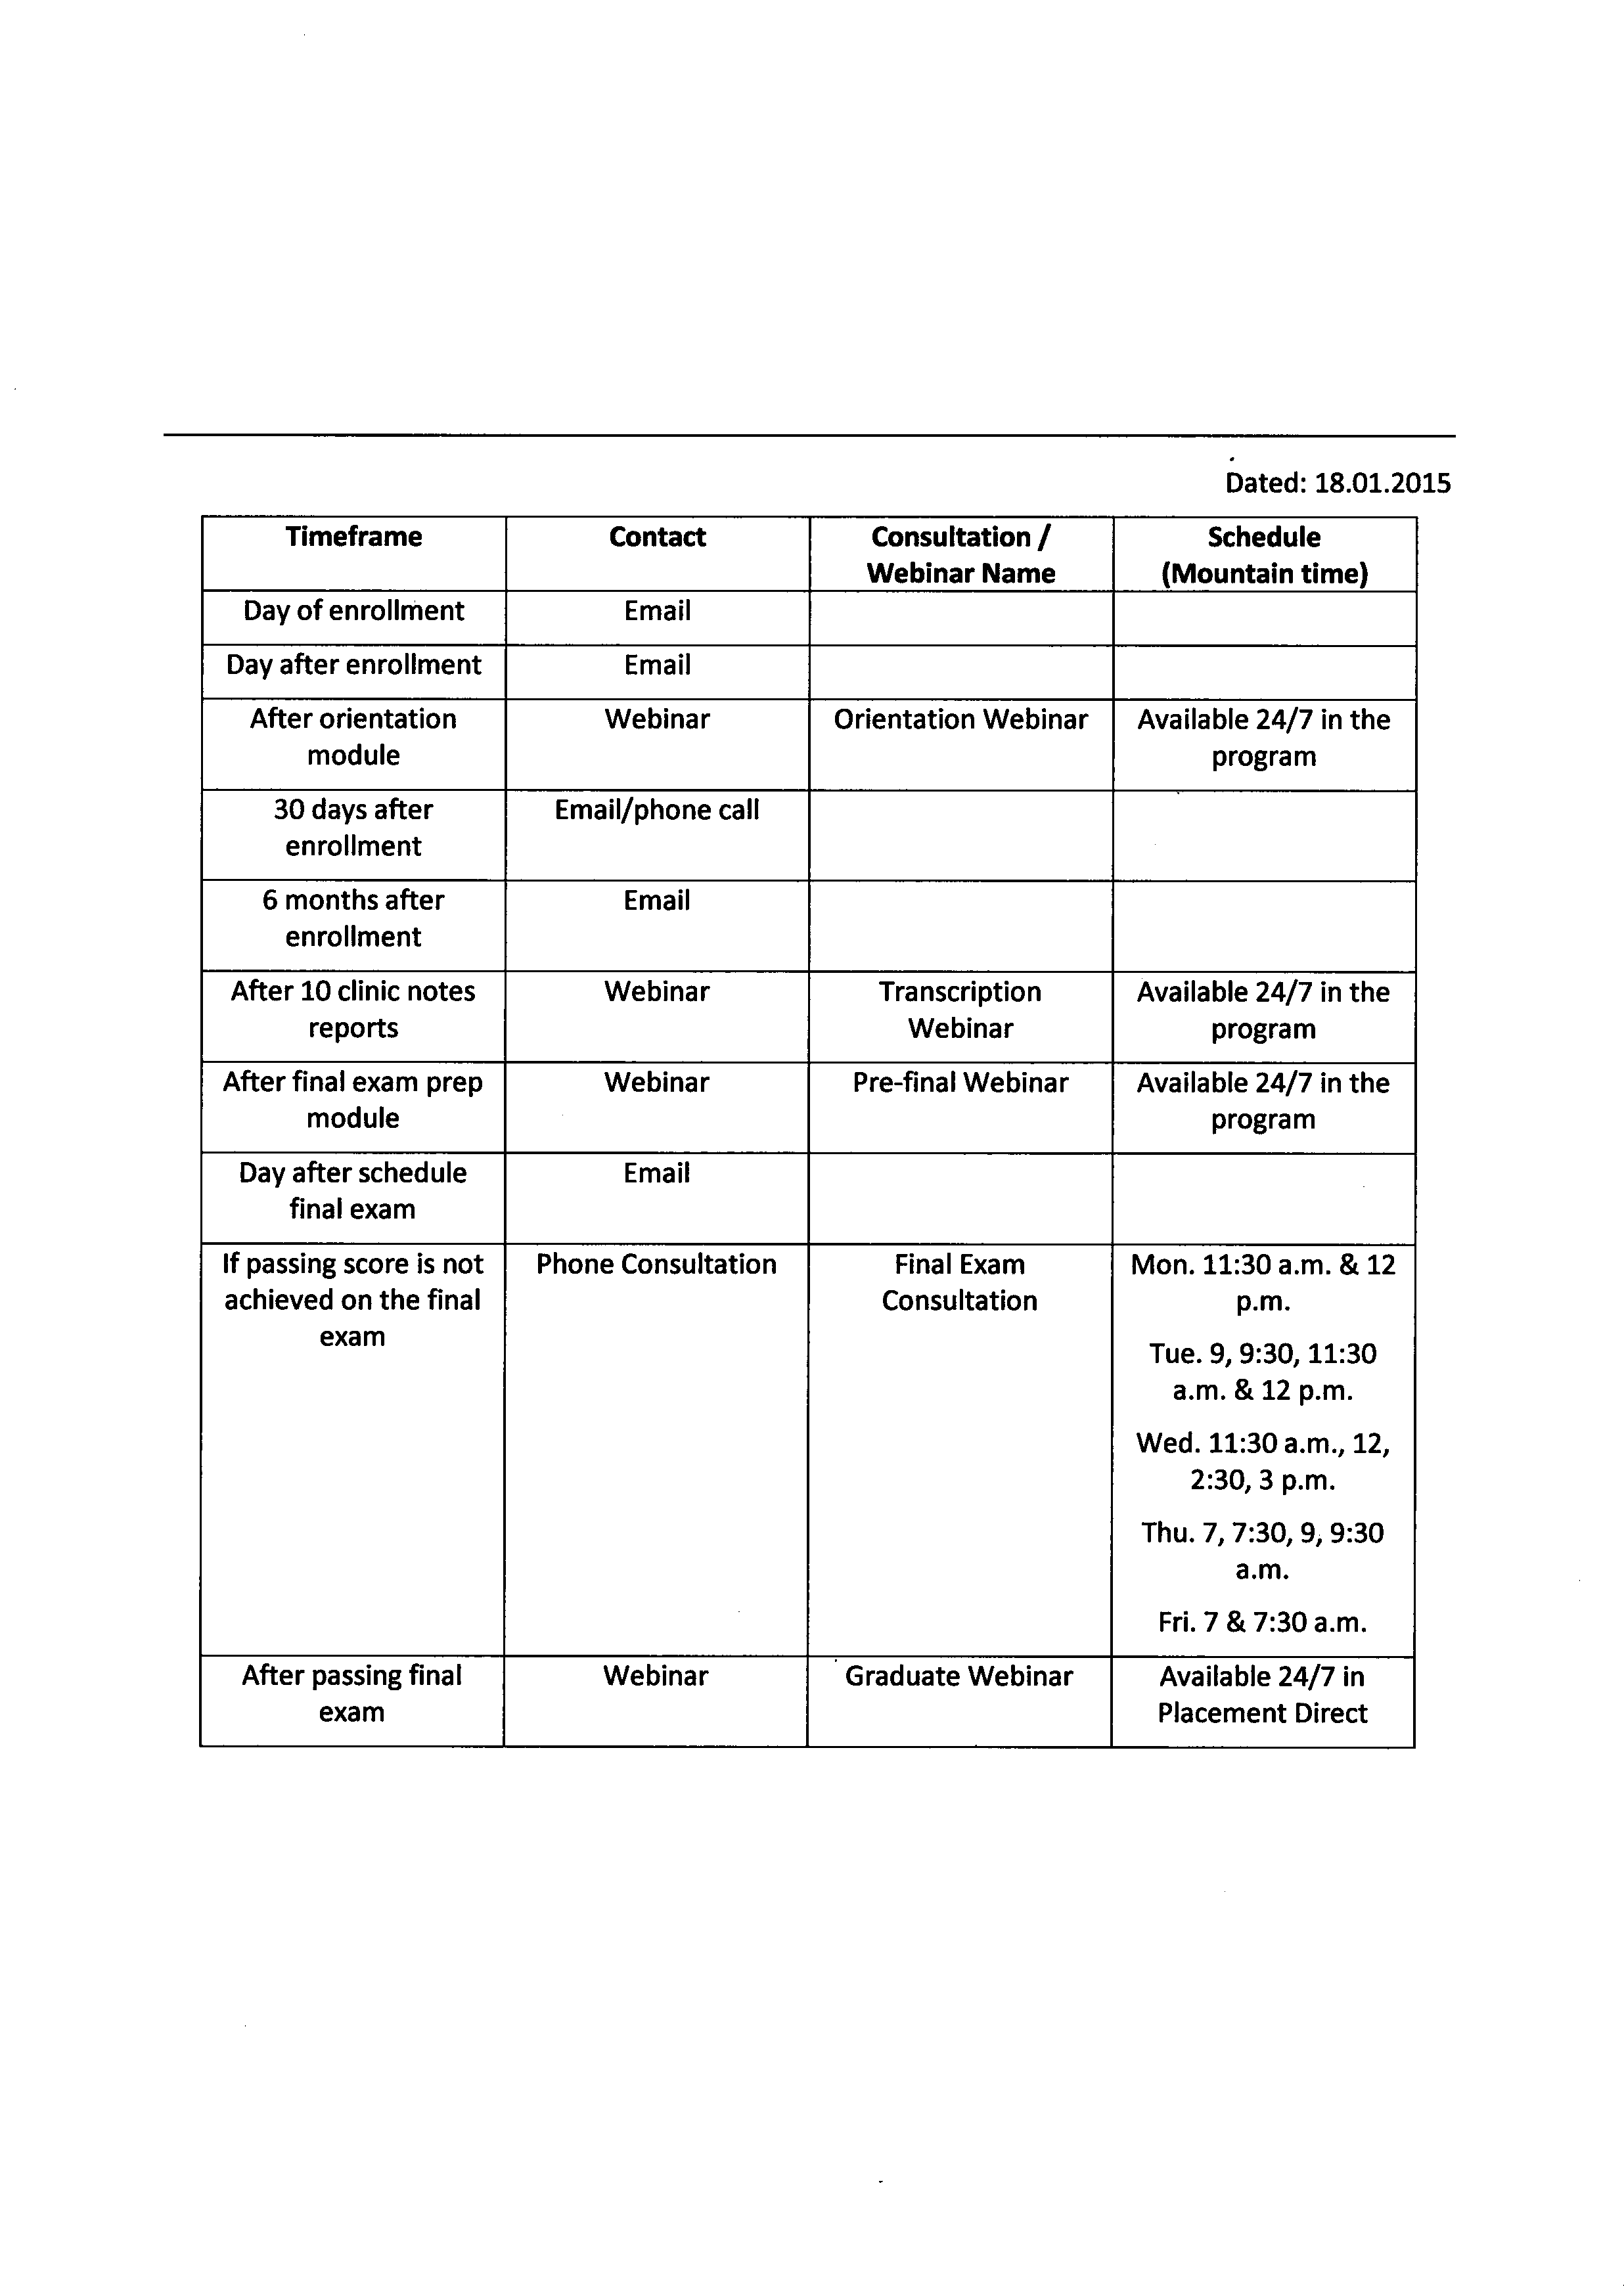 Dated: 18.01.2015
Timeframe Contact Consultation / Schedule
Webinar Name (Mountain time)
Day of enrollment Email
Day after enrollment Email
After orientation Webinar Orientation Webinar Available 24/7 in the
module program
30 days after Email/phone call
enrollment
6 months after Email
enrollment
After 10 clinic notes Webinar Transcription Available 24/7 in the
reports Webinar program
After final exam prep Webinar Pre-final Webinar Available 24/7 in the
module program
Day after schedule Email
final exam
If passing score is not Phone Consultation Final Exam Mon. 11:30 a.m. & 12
achieved on the final Consultation p.m.
exam
Tue. 9, 9:30, 11:30
a.m. & 12 p.m.
Wed. 11:30 a.m., 12,
2:30, 3 p.m.
Thu. 7, 7:30, 9, 9:30
a.m.
Fri. 7 & 7:30 a.m.
After passing final Webinar Graduate Webinar Available 24/7 in
exam Placement Direct